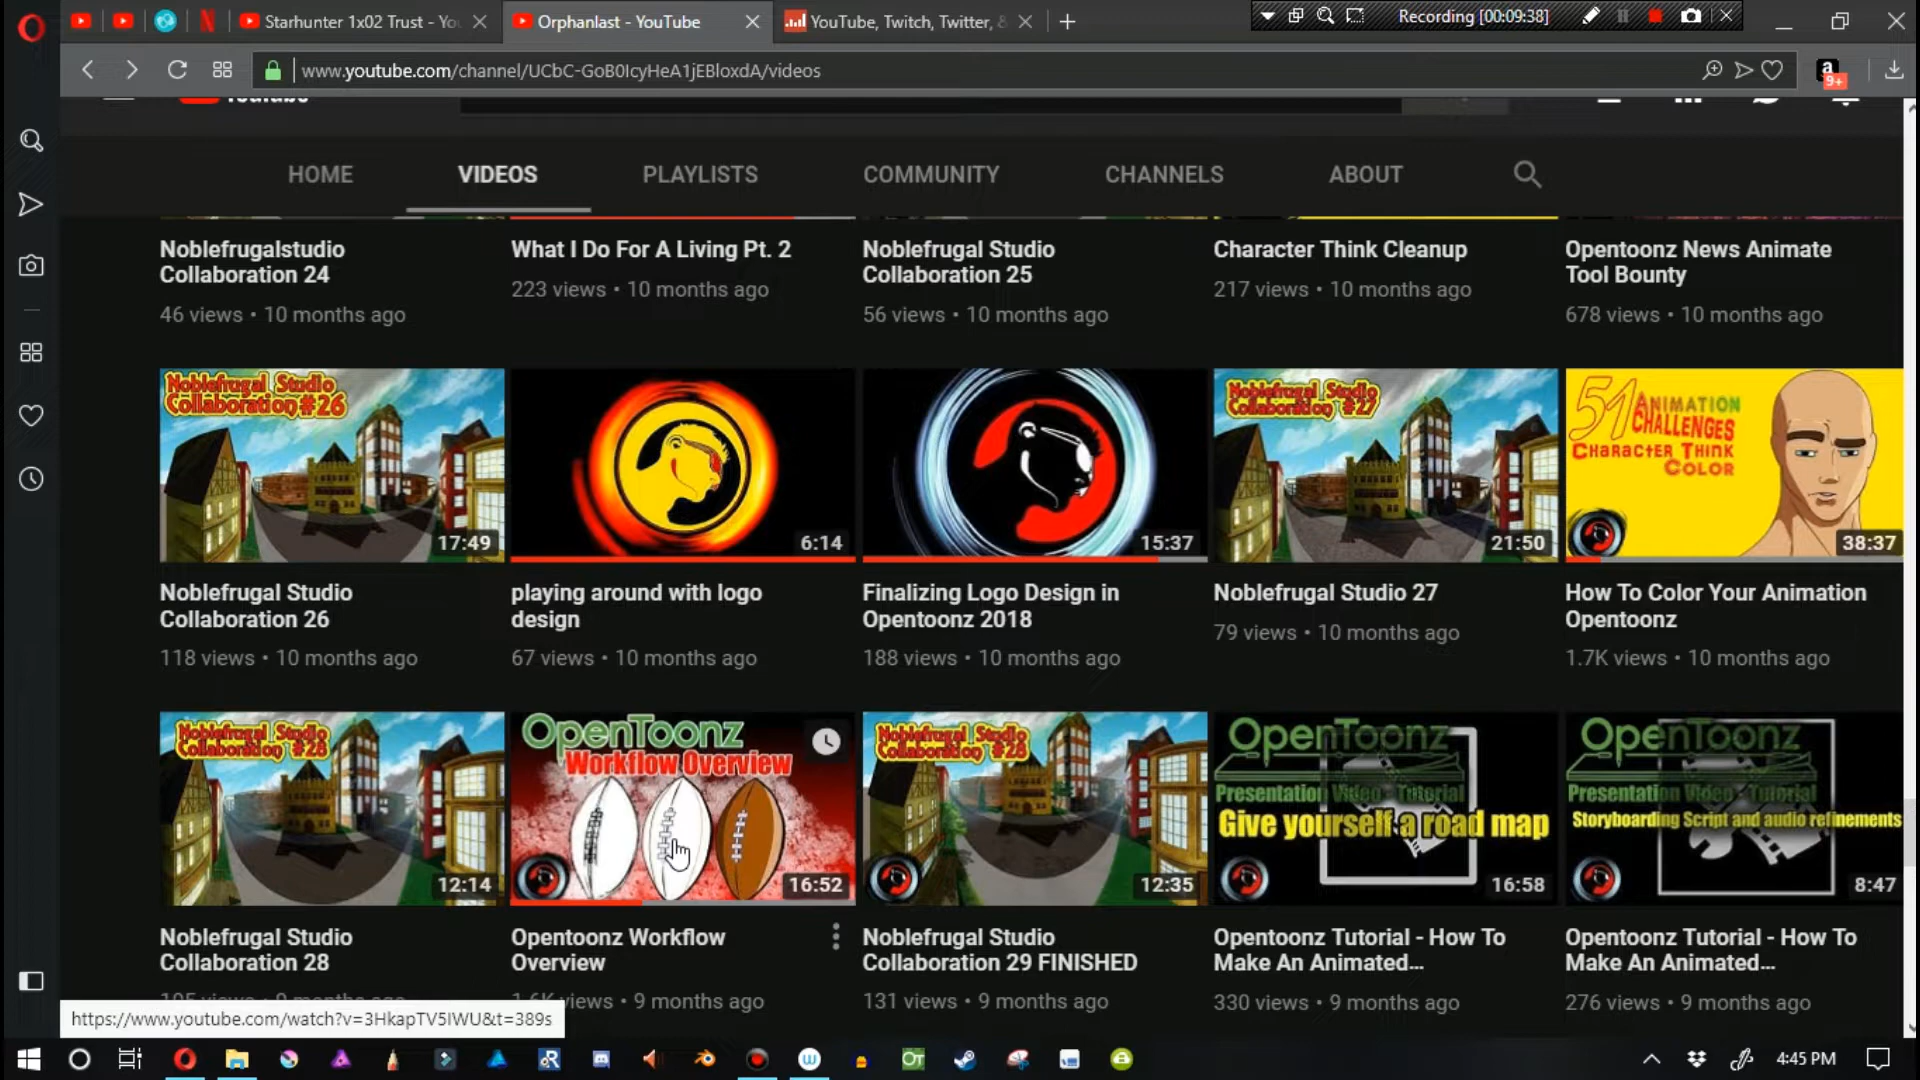 Starhunter 1x02 Trust - Yo
Orphanlast - YouTube
YouTube, Twitch, Twitter, &
Recording [00:09:38]
www.youtube.com/channel/UCbC-GoB0IcyHeA1jEBloxdA/videos
a
9+
YouTube
HOME
VIDEOS
PLAYLISTS
COMMUNITY
CHANNELS
ABOUT
Noblefrugalstudio
Collaboration 24
46 views • 10 months ago
What I Do For A Living Pt. 2
223 views • 10 months ago
Noblefrugal Studio
Collaboration 25
56 views • 10 months ago
Character Think Cleanup
217 views • 10 months ago
Opentoonz News Animate
Tool Bounty
678 views • 10 months ago
Noblefrugal Studio
Collaboration #26
17:49
6:14
15:37
Noblefrugal Studio
Collaboration #27
21:50
51 ANIMATION
CHALLENGES
CHARACTER THINK
COLOR
38:37
Noblefrugal Studio
Collaboration 26
118 views • 10 months ago
playing around with logo
design
67 views • 10 months ago
Finalizing Logo Design in
Opentoonz 2018
188 views • 10 months ago
Noblefrugal Studio 27
79 views • 10 months ago
How To Color Your Animation
Opentoonz
1.7K views • 10 months ago
Noblefrugal Studio
Collaboration #28
12:14
OpenToonz
Workflow Overview
16:52
Noblefrugal Studio
Collaboration #28
12:35
OpenToonz
Presentation Video - Tutorial
Give yourself a road map
16:58
OpenToonz
Presentation Video - Tutorial
Storyboarding Script and audio refinements
8:47
Noblefrugal Studio
Collaboration 28
195 views • 9 months ago
Opentoonz Workflow
Overview
1.6K views • 9 months ago
Noblefrugal Studio
Collaboration 29 FINISHED
131 views • 9 months ago
Opentoonz Tutorial - How To
Make An Animated...
330 views • 9 months ago
Opentoonz Tutorial - How To
Make An Animated...
276 views • 9 months ago
https://www.youtube.com/watch?v=3HkapTV5IWU&t=389s
OT
4:45 PM